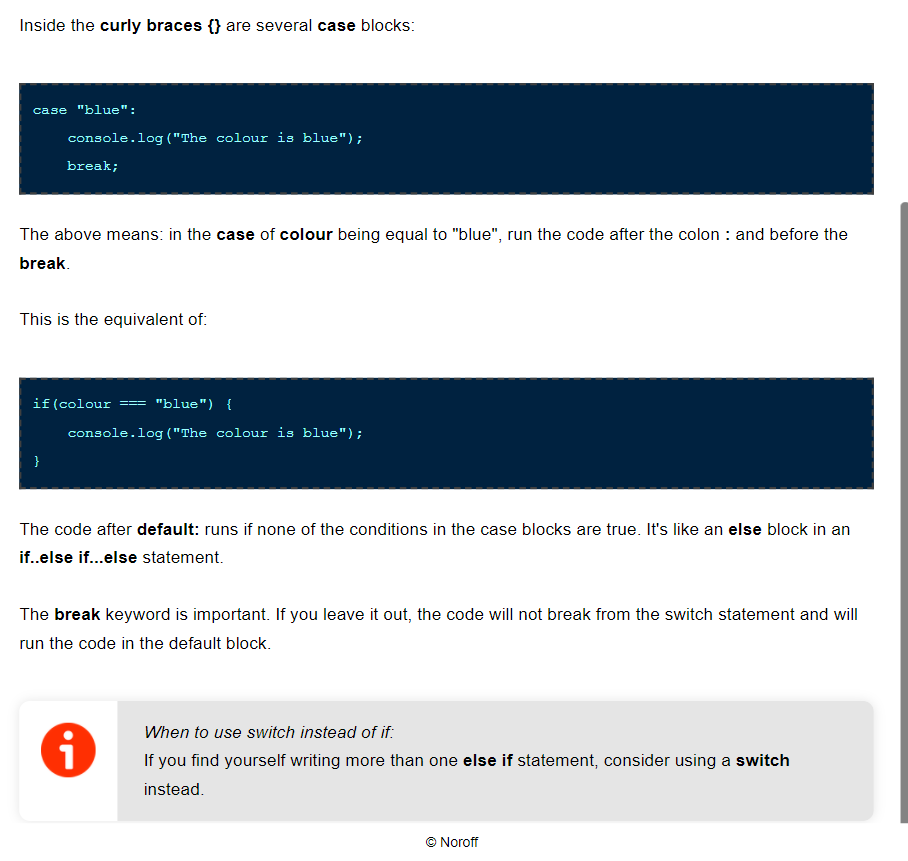 Inside the curly braces {} are several case blocks:
case "blue":
    console.log("The colour is blue");
    break;
The above means: in the case of colour being equal to "blue", run the code after the colon : and before the
break.
This is the equivalent of:
if(colour === "blue") {
    console.log("The colour is blue");
}
The code after default: runs if none of the conditions in the case blocks are true. It's like an else block in an
if..else if...else statement.
The break keyword is important. If you leave it out, the code will not break from the switch statement and will
run the code in the default block.
When to use switch instead of if:
If you find yourself writing more than one else if statement, consider using a switch
instead.
© Noroff